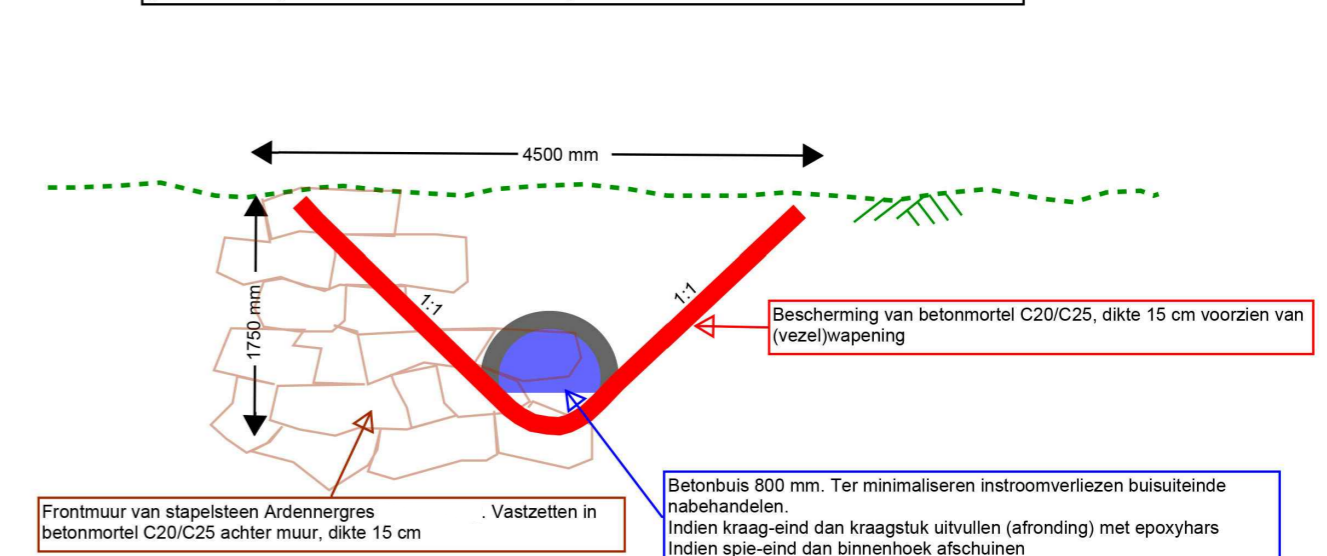 4500 mm
1750 mm
1:1
1:1
Bescherming van betonmortel C20/C25, dikte 15 cm voorzien van
(vezel)wapening
Betonbuis 800 mm. Ter minimaliseren instroomverliezen buisuiteinde
nabehandelen.
Indien kraag-eind dan kraagstuk uitvullen (afronding) met epoxyhars
Indien spie-eind dan binnenhoek afschuinen
Frontmuur van stapelsteen Ardennergres . Vastzetten in
betonmortel C20/C25 achter muur, dikte 15 cm